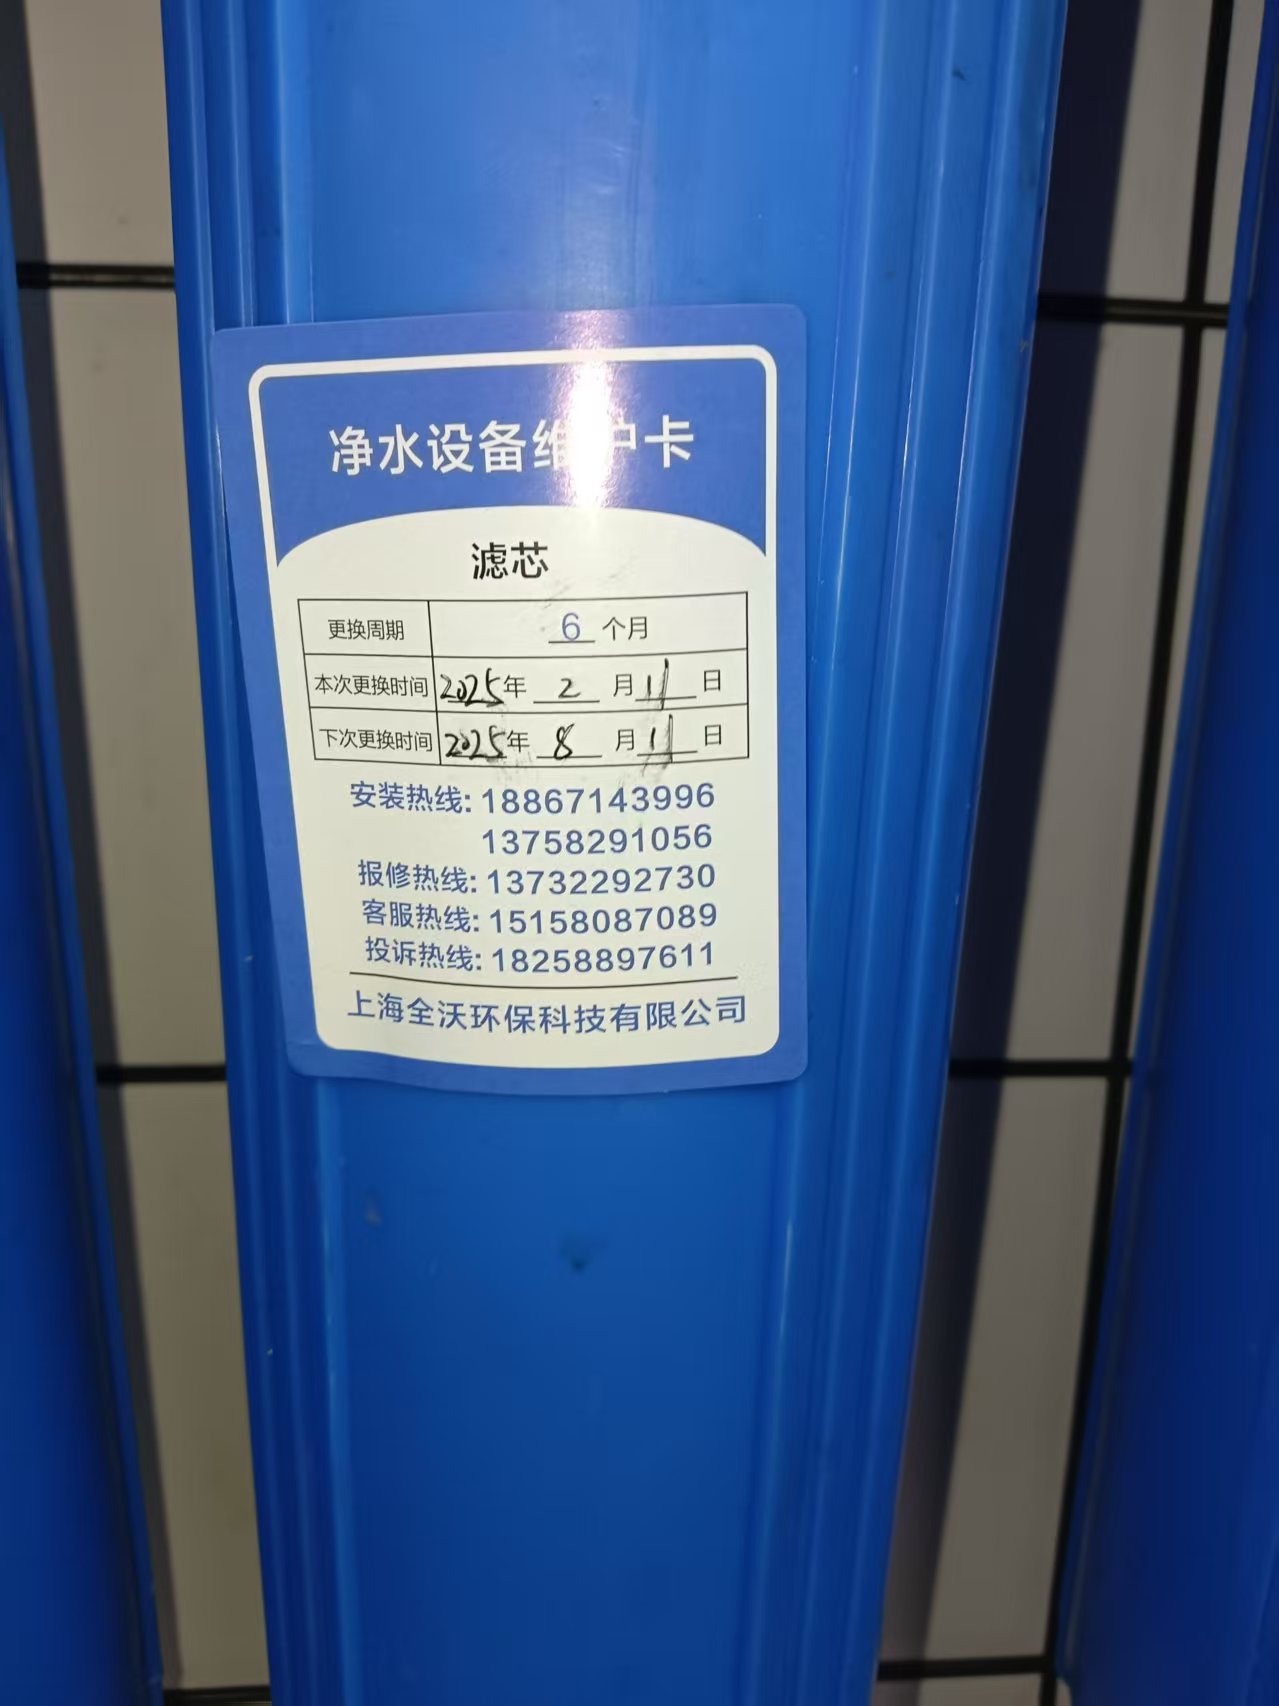 净水设备维护卡
滤芯
更换周期 6 个月
本次更换时间 2025年 2 月 11 日
下次更换时间 2025年 8 月 11 日
安装热线: 18867143996
13758291056
报修热线: 13732292730
客服热线: 15158087089
投诉热线: 18258897611
上海全沃环保科技有限公司